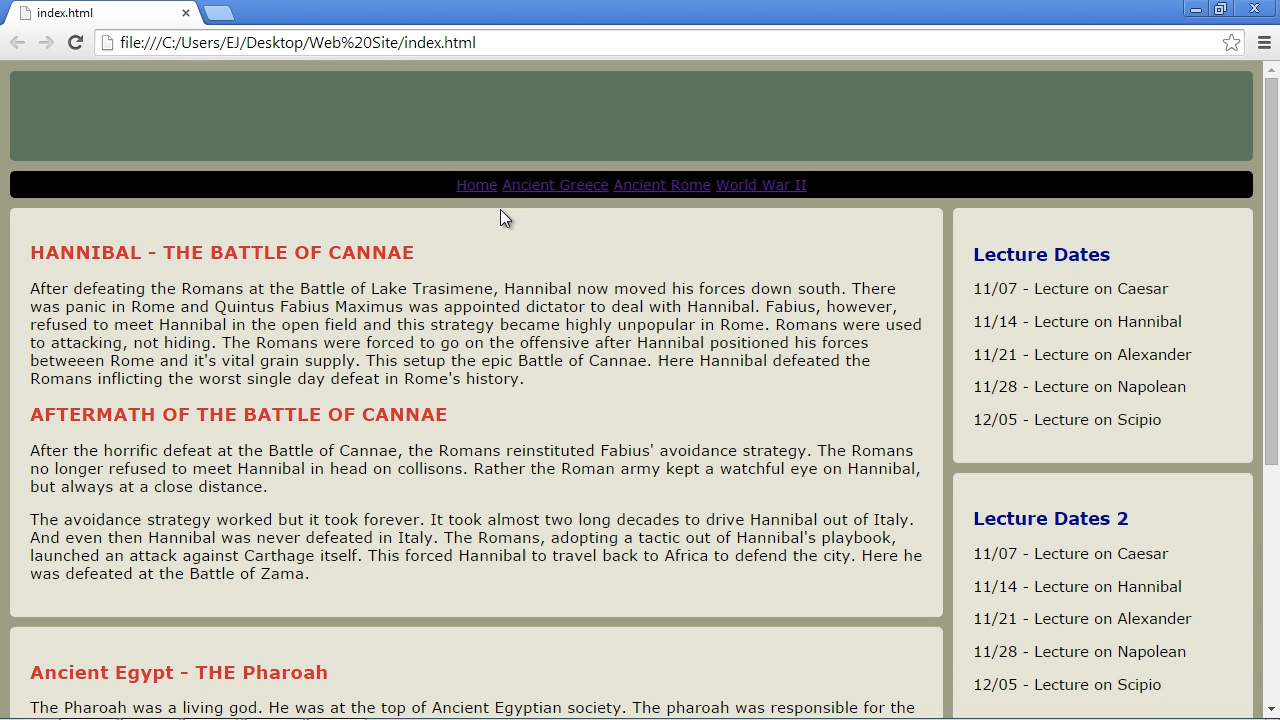 index.html
file:///C:/Users/EJ/Desktop/Web%20Site/index.html
Home Ancient Greece Ancient Rome World War II
HANNIBAL - THE BATTLE OF CANNAE
After defeating the Romans at the Battle of Lake Trasimene, Hannibal now moved his forces down south. There
was panic in Rome and Quintus Fabius Maximus was appointed dictator to deal with Hannibal. Fabius, however,
refused to meet Hannibal in the open field and this strategy became highly unpopular in Rome. Romans were used
to attacking, not hiding. The Romans were forced to go on the offensive after Hannibal positioned his forces
betweeen Rome and it's vital grain supply. This setup the epic Battle of Cannae. Here Hannibal defeated the
Romans inflicting the worst single day defeat in Rome's history.
AFTERMATH OF THE BATTLE OF CANNAE
After the horrific defeat at the Battle of Cannae, the Romans reinstituted Fabius' avoidance strategy. The Romans
no longer refused to meet Hannibal in head on collisons. Rather the Roman army kept a watchful eye on Hannibal,
but always at a close distance.
The avoidance strategy worked but it took forever. It took almost two long decades to drive Hannibal out of Italy.
And even then Hannibal was never defeated in Italy. The Romans, adopting a tactic out of Hannibal's playbook,
launched an attack against Carthage itself. This forced Hannibal to travel back to Africa to defend the city. Here he
was defeated at the Battle of Zama.
Ancient Egypt - THE Pharoah
The Pharoah was a living god. He was at the top of Ancient Egyptian society. The pharoah was responsible for the
Lecture Dates
11/07 - Lecture on Caesar
11/14 - Lecture on Hannibal
11/21 - Lecture on Alexander
11/28 - Lecture on Napolean
12/05 - Lecture on Scipio
Lecture Dates 2
11/07 - Lecture on Caesar
11/14 - Lecture on Hannibal
11/21 - Lecture on Alexander
11/28 - Lecture on Napolean
12/05 - Lecture on Scipio